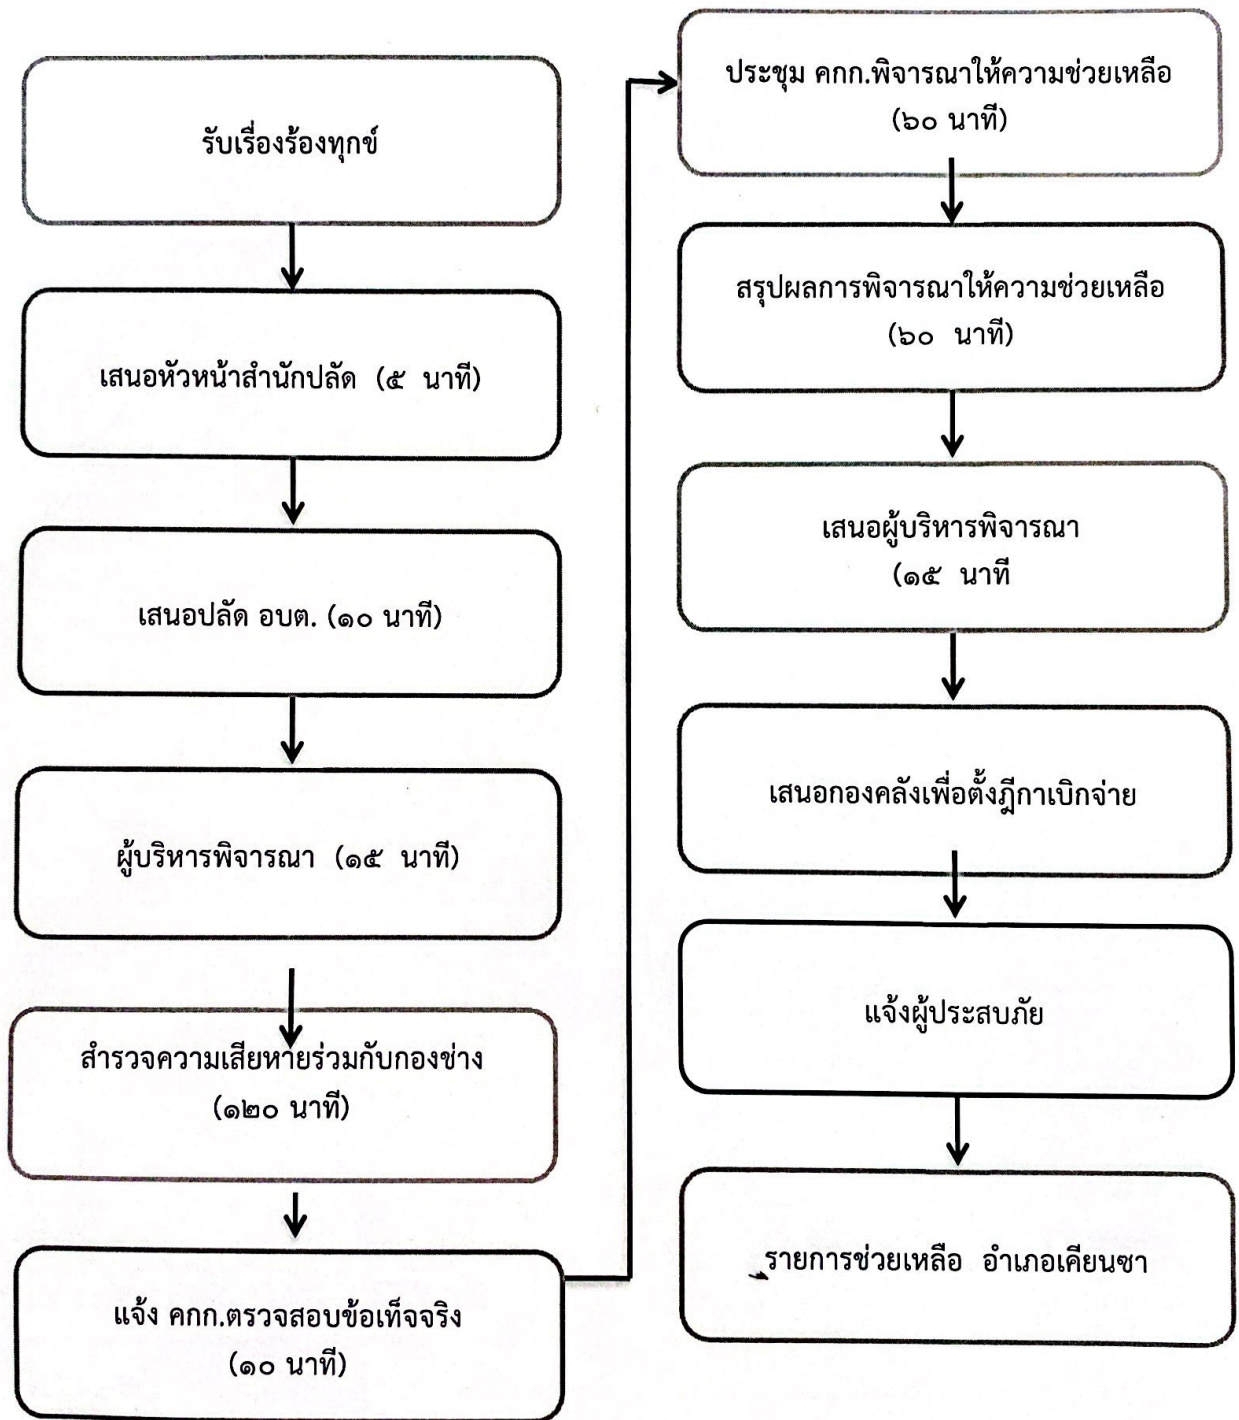 รับเรื่องร้องทุกข์
เสนอหัวหน้าสำนักปลัด (๕ นาที)
เสนอปลัด อบต. (๑๐ นาที)
ผู้บริหารพิจารณา (๑๕ นาที)
สำรวจความเสียหายร่วมกับกองช่าง
(๑๒๐ นาที)
แจ้ง คกก.ตรวจสอบข้อเท็จจริง
(๑๐ นาที)
ประชุม คกก.พิจารณาให้ความช่วยเหลือ
(๖๐ นาที)
สรุปผลการพิจารณาให้ความช่วยเหลือ
(๖๐ นาที)
เสนอผู้บริหารพิจารณา
(๑๕ นาที
เสนอกองคลังเพื่อตั้งฎีกาเบิกจ่าย
แจ้งผู้ประสบภัย
รายการช่วยเหลือ อำเภอเคียนซา